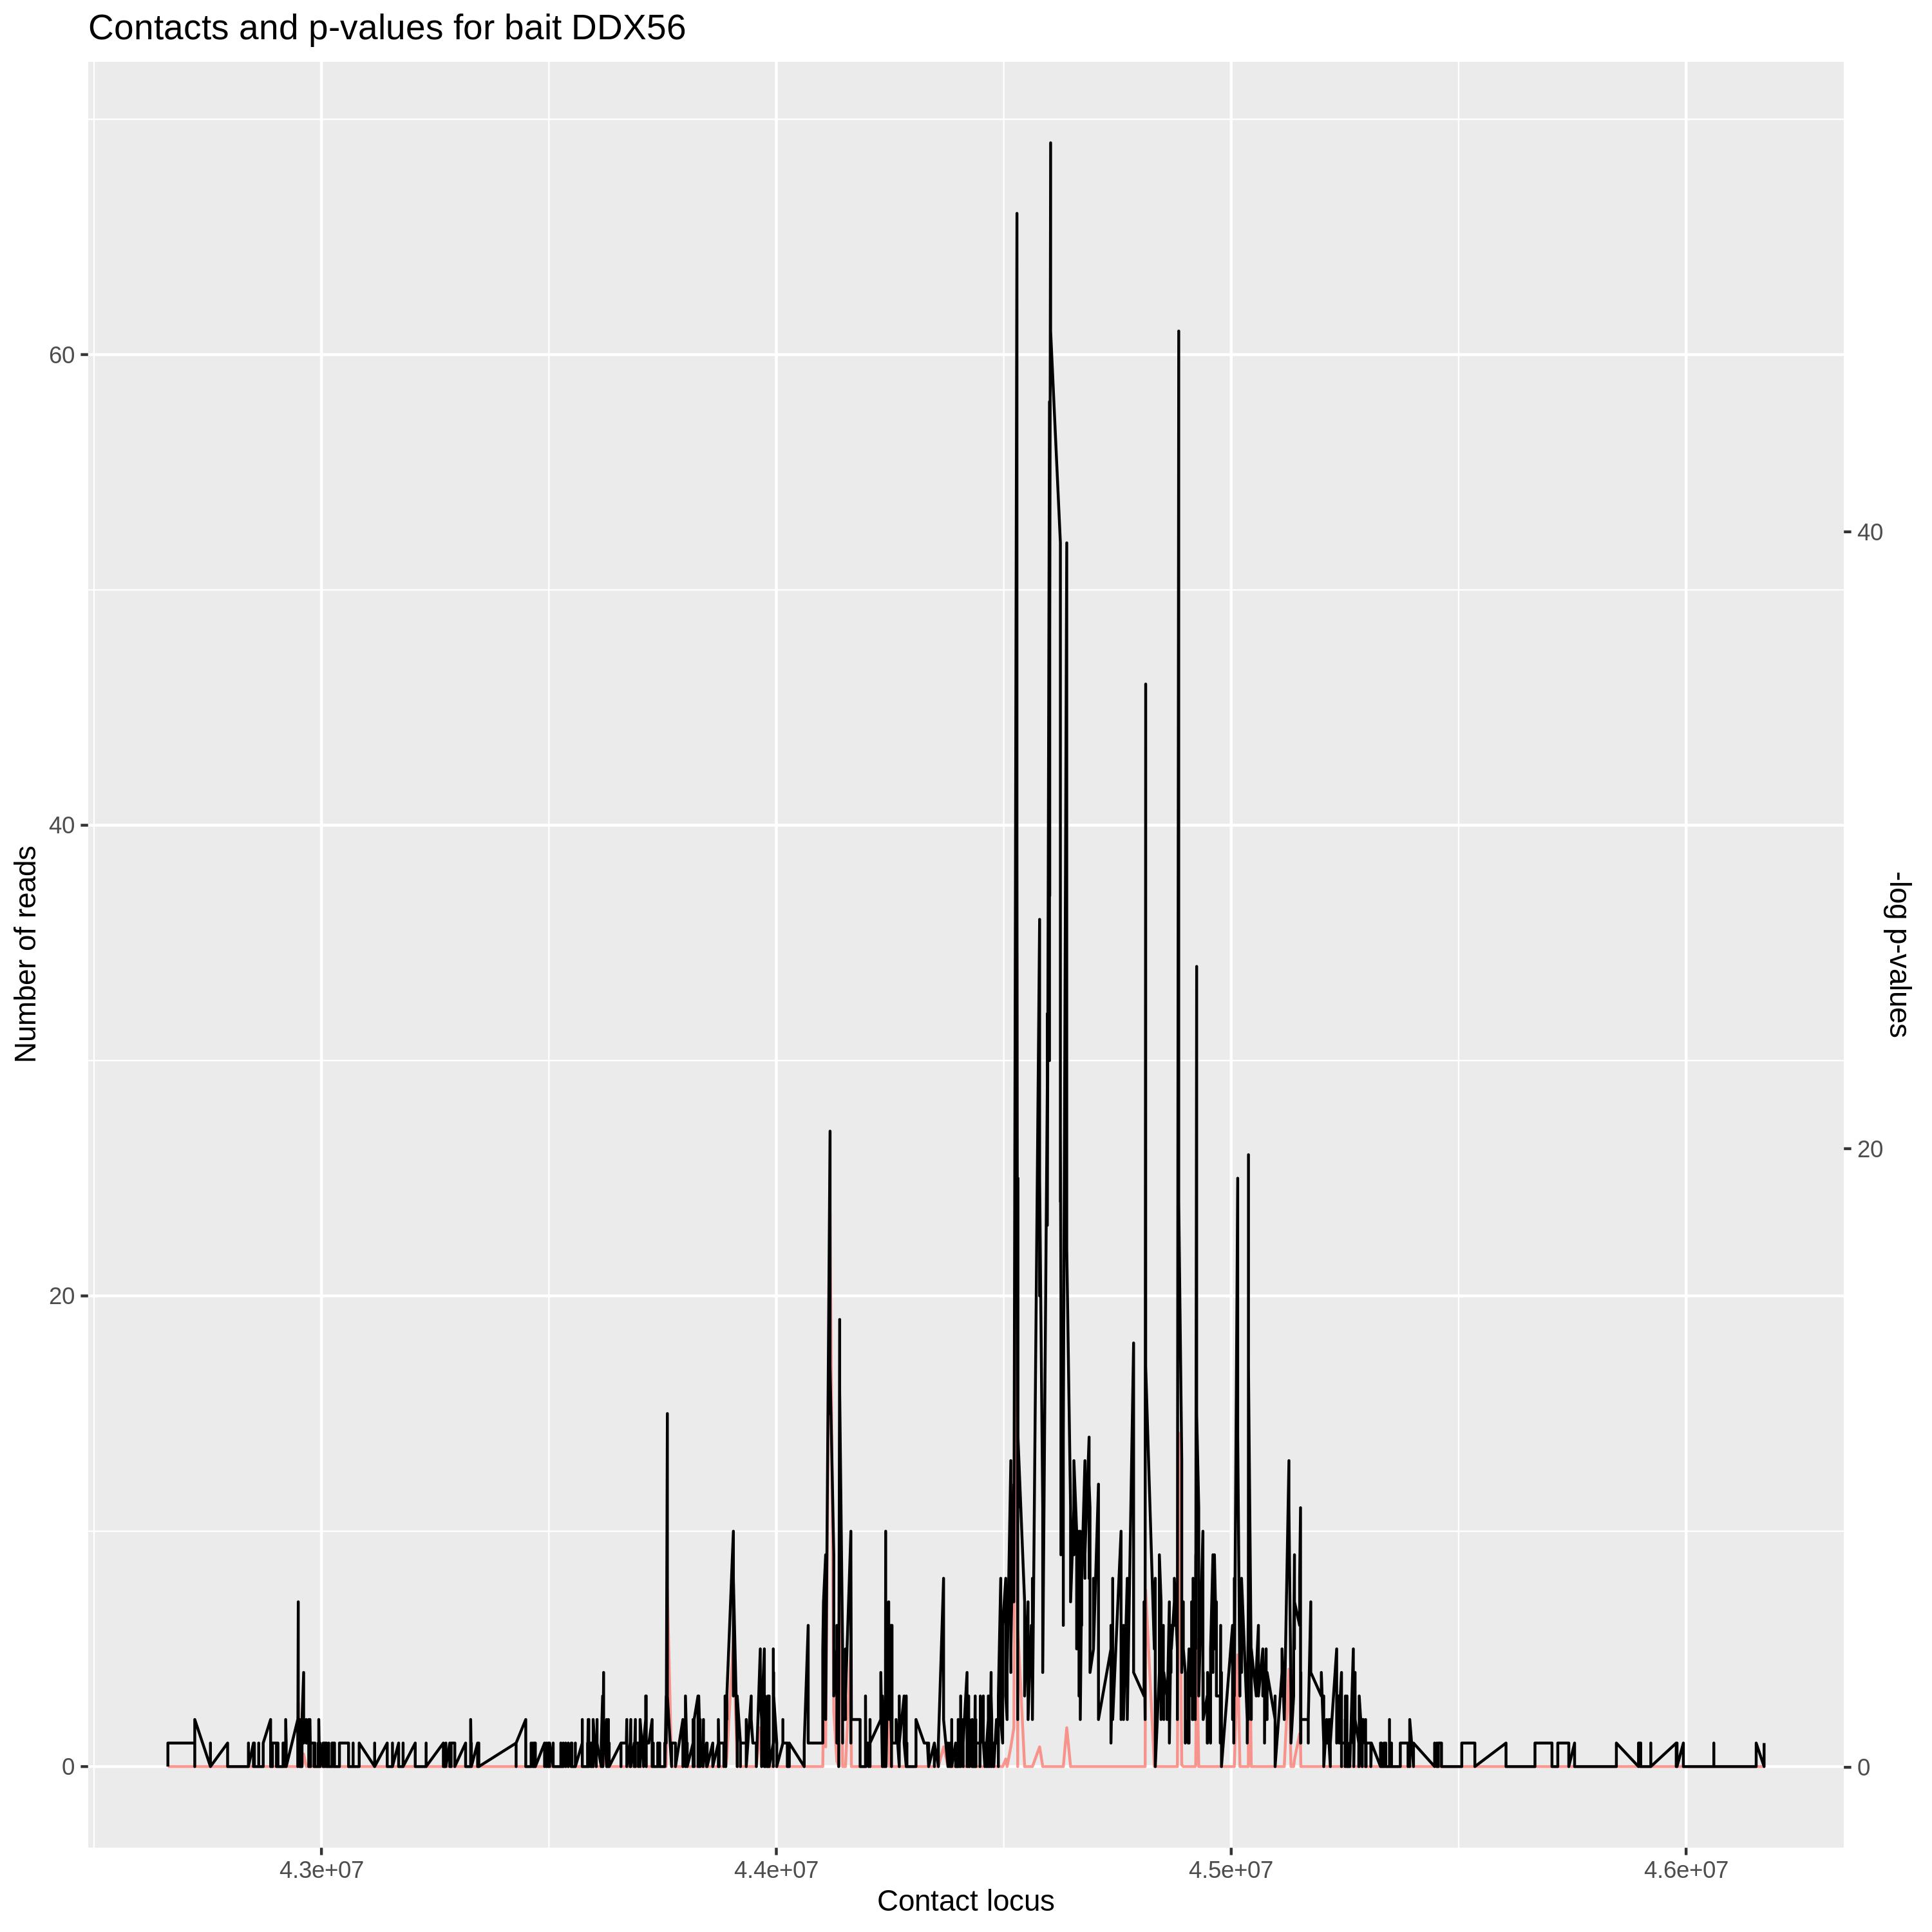 Contacts and p-values for bait DDX56
60
40
20
0
Number of reads
40
20
0
-log p-values
4.3e+07
4.4e+07
4.5e+07
4.6e+07
Contact locus